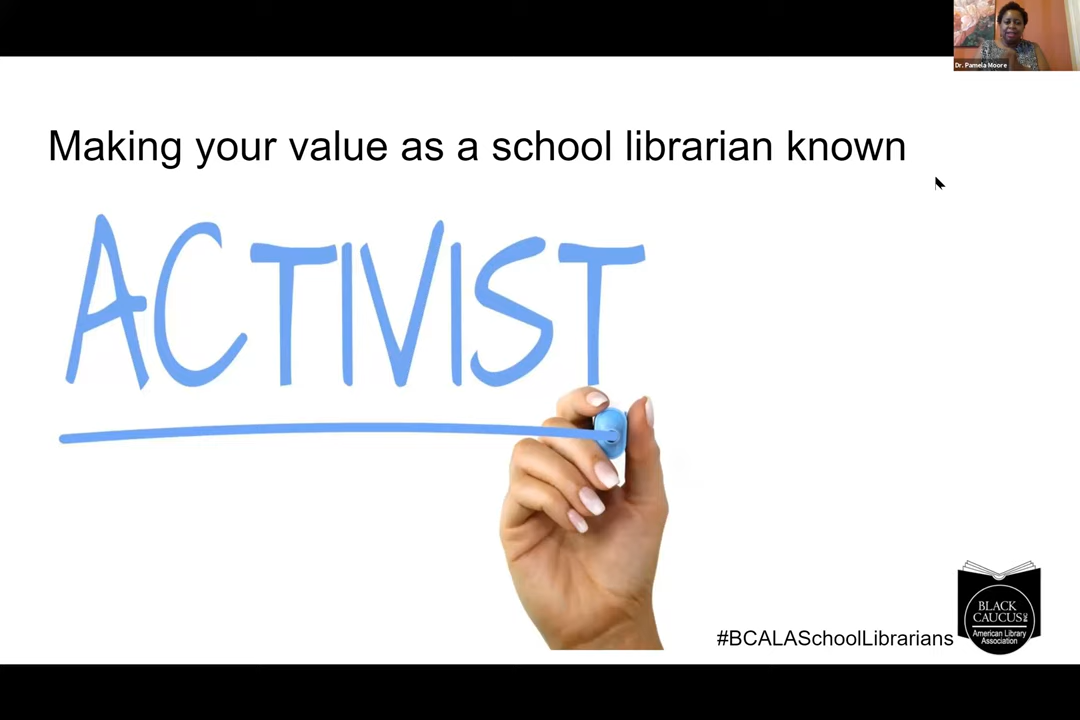 Dr. Pamela Moore
Making your value as a school librarian known
ACTIVIST
#BCALASchoolLibrarians
BLACK
CAUCUS
American Library
Association